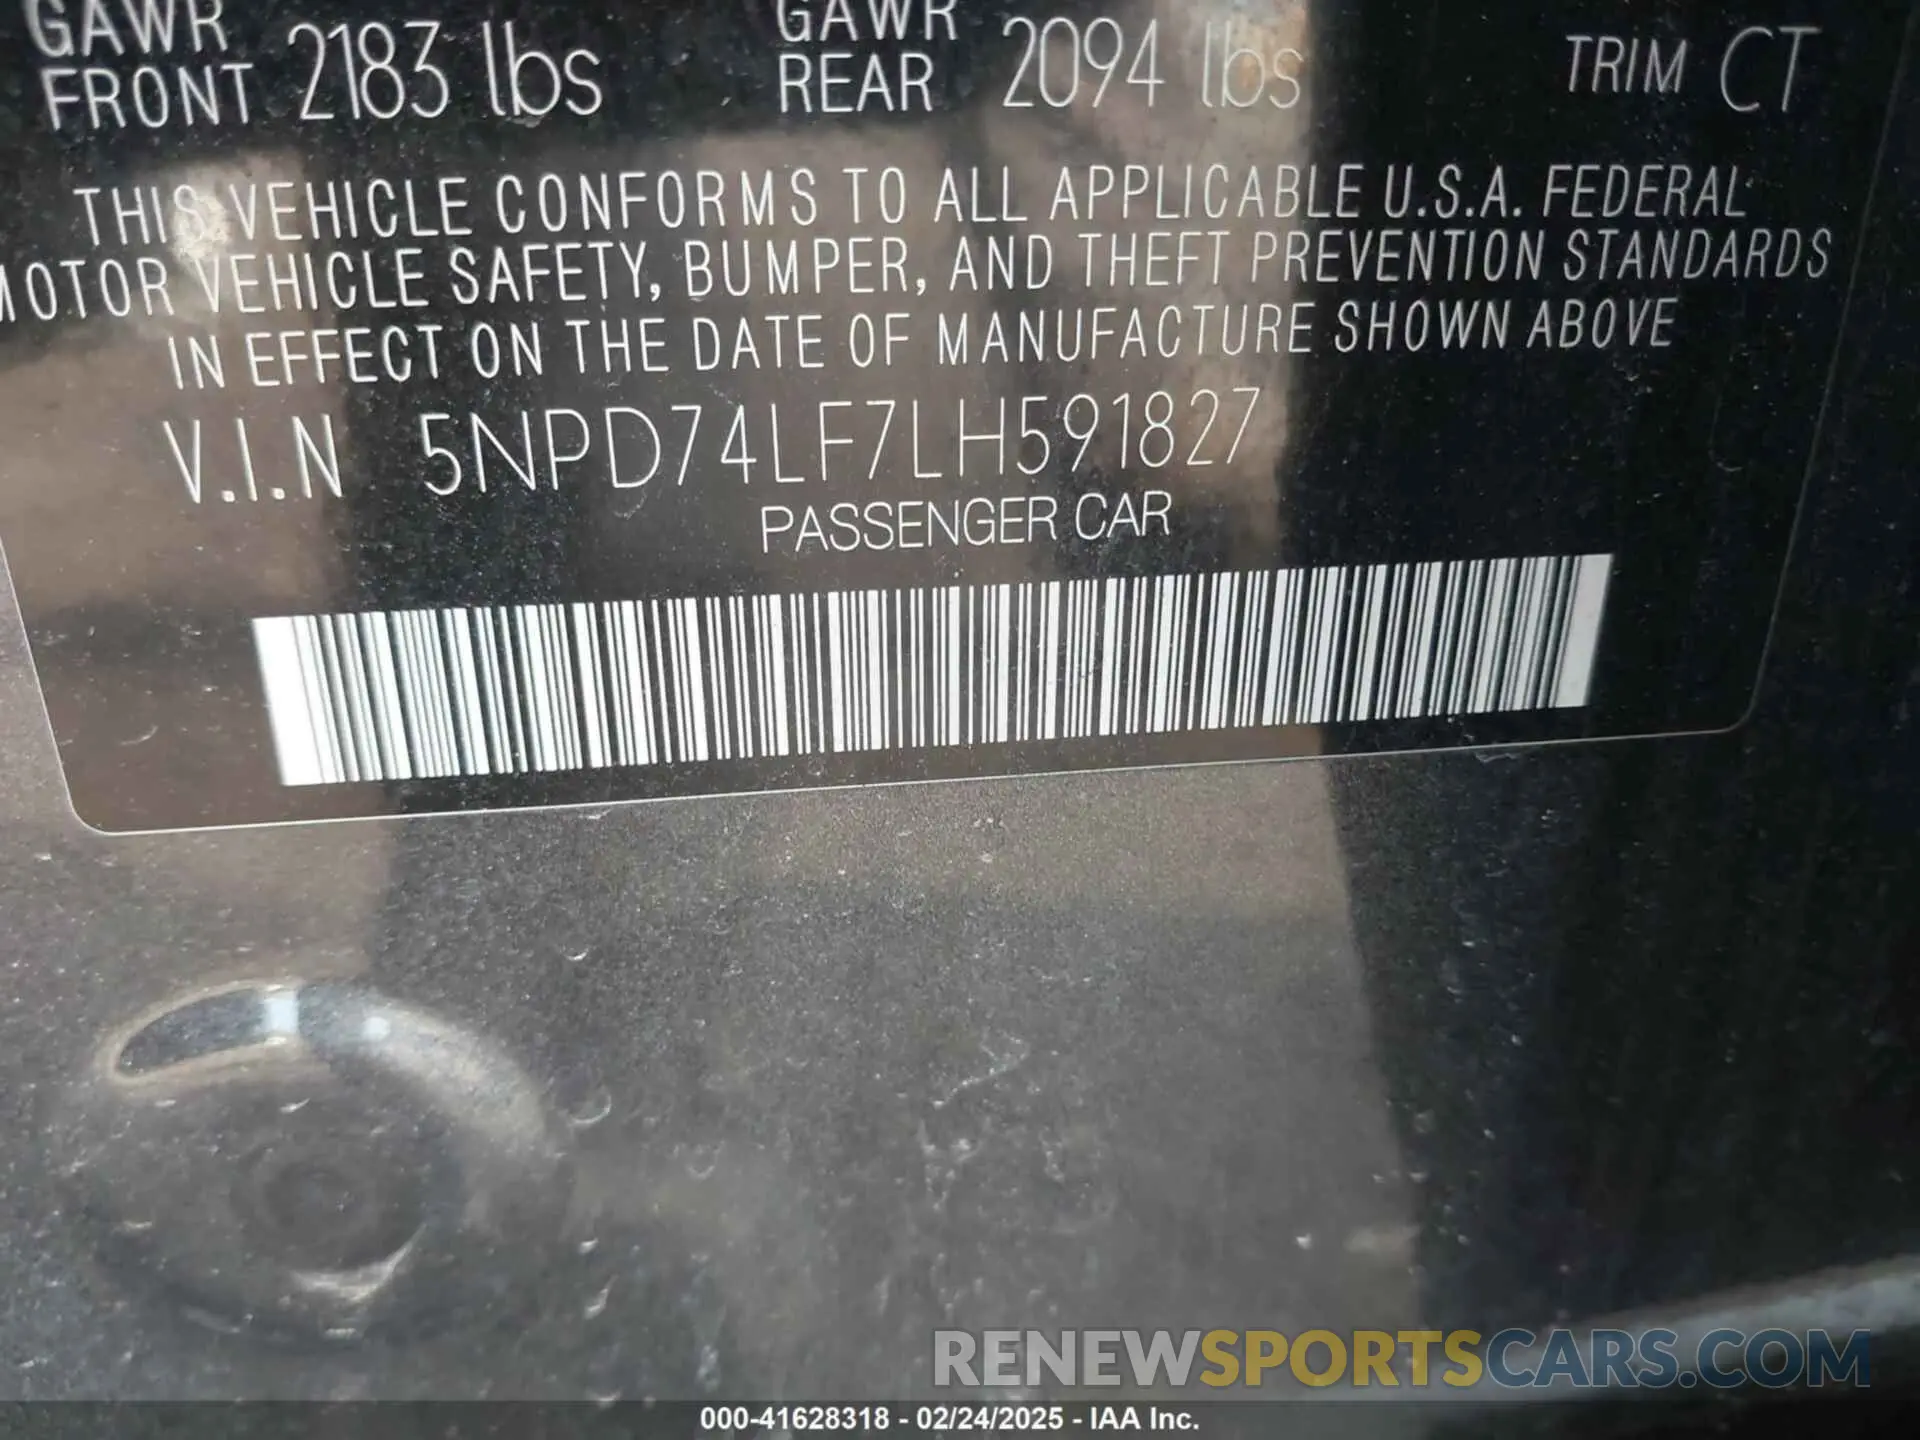 GAWR FRONT 2183 lbs GAWR REAR 2094 lbs TRIM CT
THIS VEHICLE CONFORMS TO ALL APPLICABLE U.S.A. FEDERAL
MOTOR VEHICLE SAFETY, BUMPER, AND THEFT PREVENTION STANDARDS
IN EFFECT ON THE DATE OF MANUFACTURE SHOWN ABOVE
V.I.N 5NPD74LF7LH591827
PASSENGER CAR
RENEWSPORTSCARS.COM
000-41628318 - 02/24/2025 - IAA Inc.